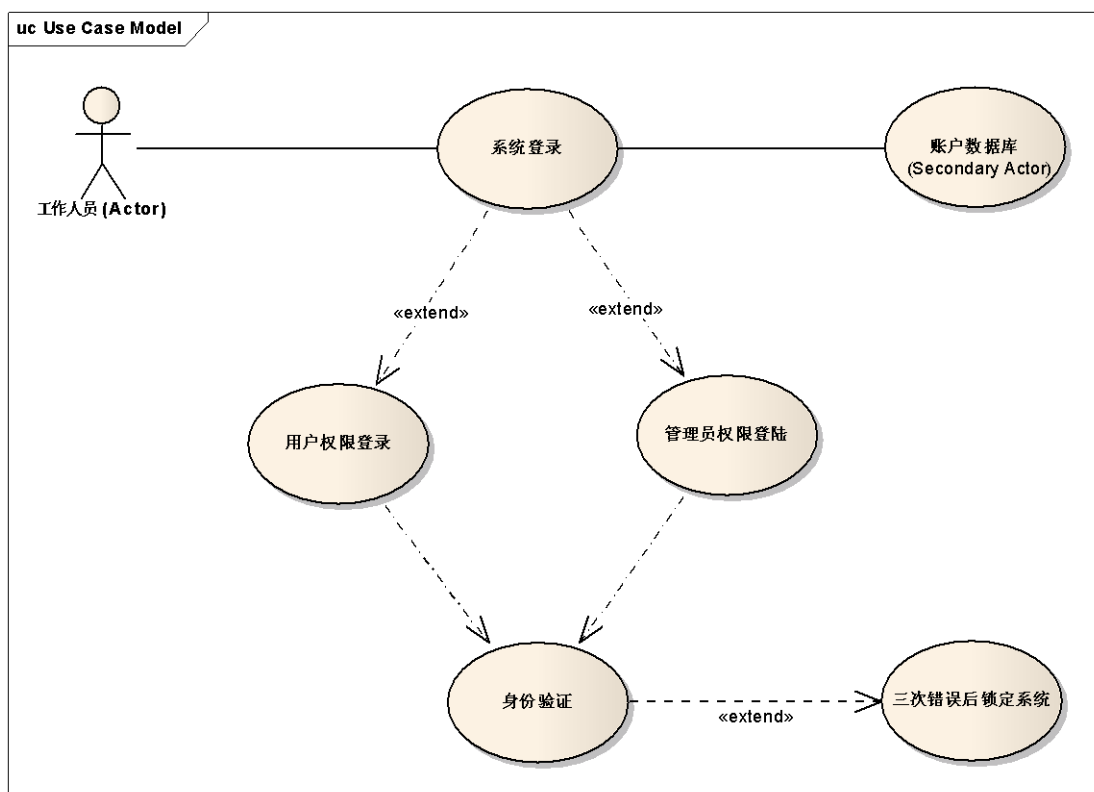 uc Use Case Model
系统登录
账户数据库
(Secondary Actor)
工作人员 (Actor)
«extend»
«extend»
用户权限登录
管理员权限登陆
身份验证
三次错误后锁定系统
«extend»